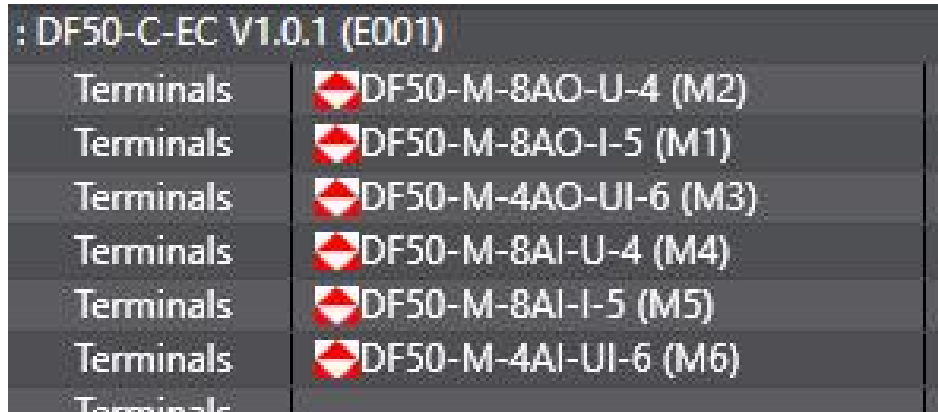 : DF50-C-EC V1.0.1 (E001)
Terminals DF50-M-8AO-U-4 (M2)
Terminals DF50-M-8AO-I-5 (M1)
Terminals DF50-M-4AO-UI-6 (M3)
Terminals DF50-M-8AI-U-4 (M4)
Terminals DF50-M-8AI-I-5 (M5)
Terminals DF50-M-4AI-UI-6 (M6)
Terminals